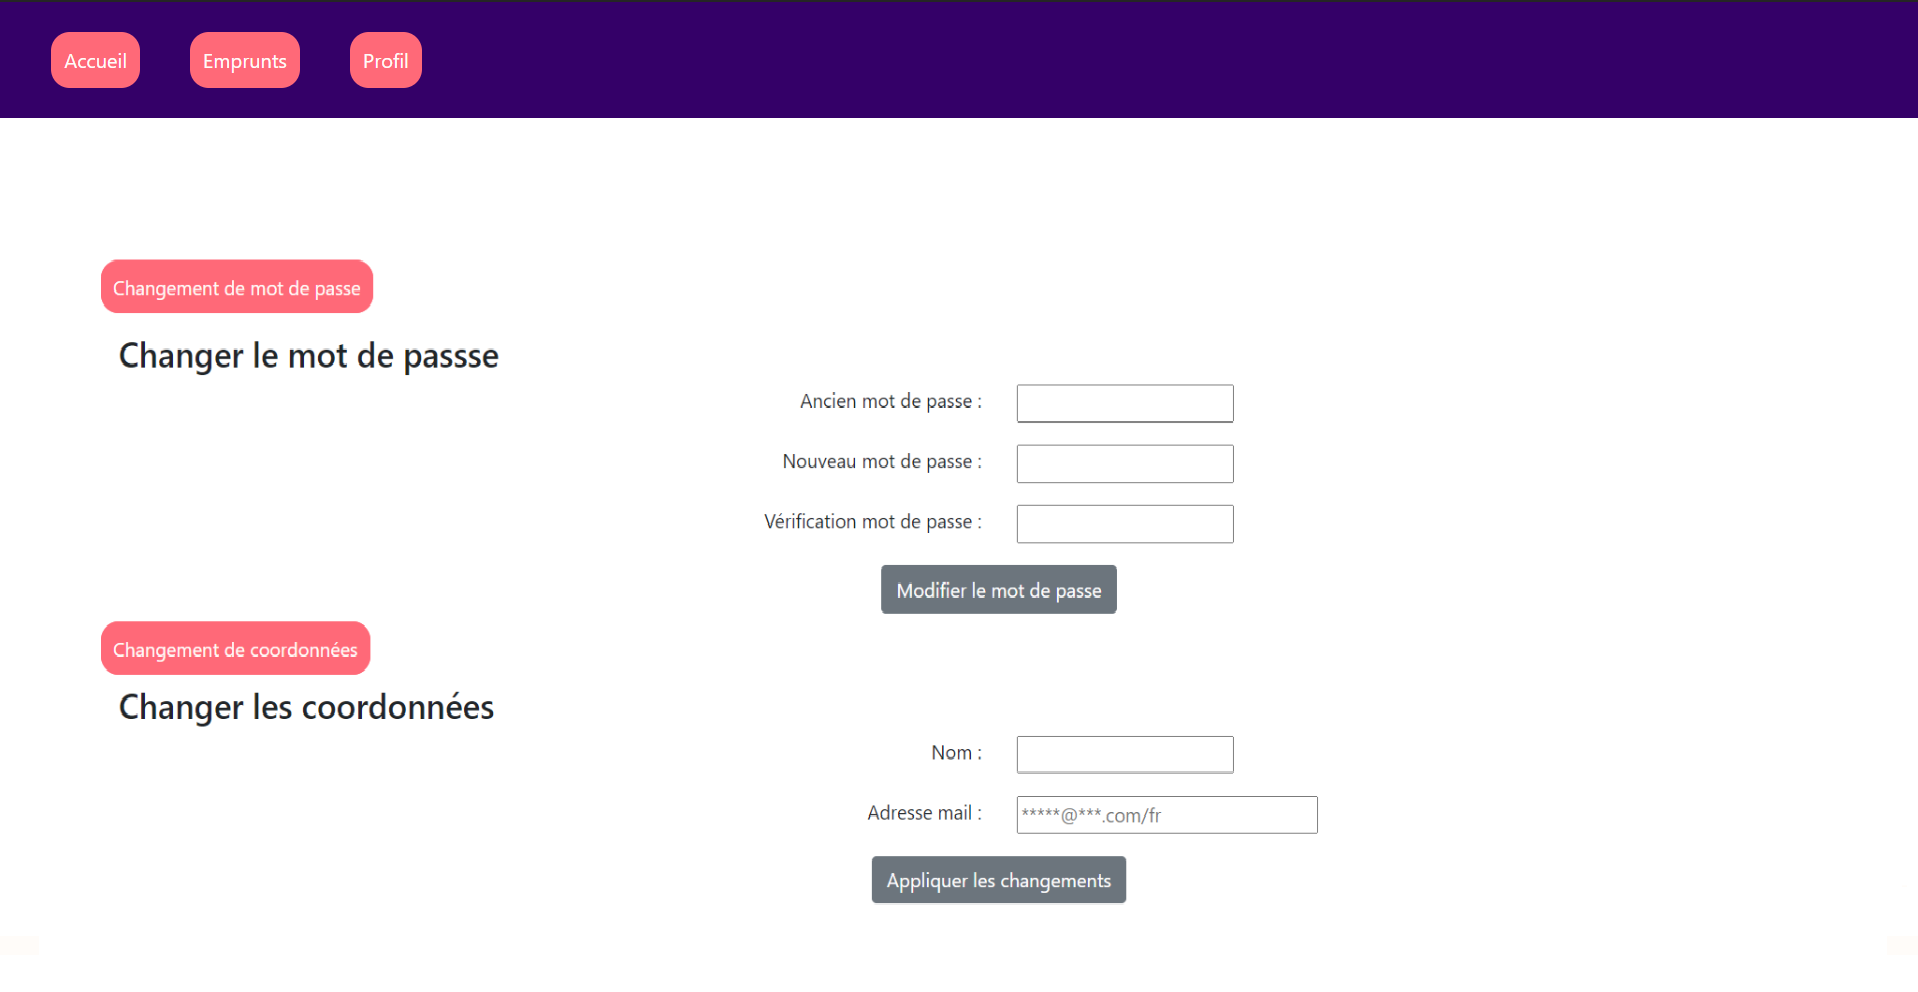 Accueil
Emprunts
Profil
Changement de mot de passe
Changer le mot de passse
Ancien mot de passe :
Nouveau mot de passe :
Vérification mot de passe :
Modifier le mot de passe
Changement de coordonnées
Changer les coordonnées
Nom :
Adresse mail :
*****@***.com/fr
Appliquer les changements